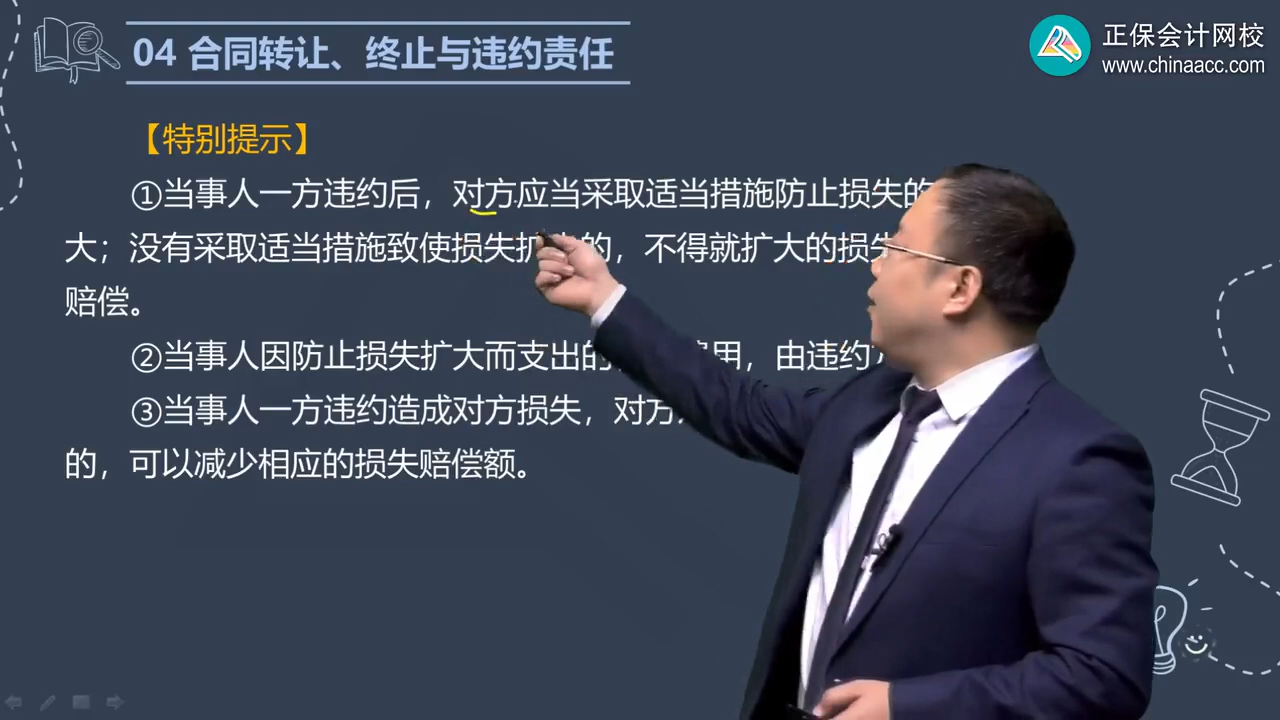 04 合同转让、终止与违约责任
正保会计网校
www.chinaacc.com
【特别提示】
①当事人一方违约后，对方应当采取适当措施防止损失的
大；没有采取适当措施致使损失扩 的，不得就扩大的损失
赔偿。
②当事人因防止损失扩大而支出的 费用，由违约
③当事人一方违约造成对方损失，对方
的，可以减少相应的损失赔偿额。